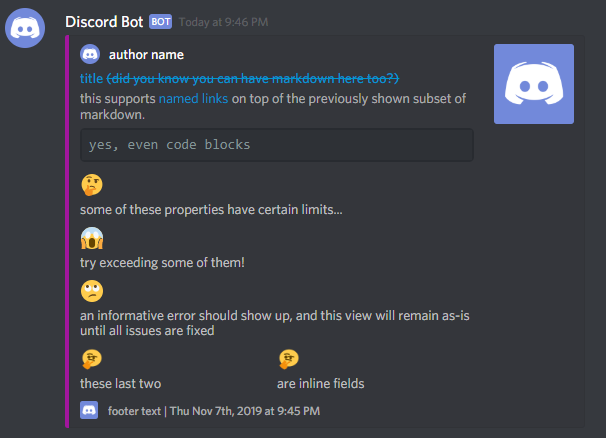 Discord Bot BOT Today at 9:46 PM
author name
title (did you know you can have markdown here too?)
this supports named links on top of the previously shown subset of
markdown.
yes, even code blocks
some of these properties have certain limits...
try exceeding some of them!
an informative error should show up, and this view will remain as-is
until all issues are fixed
these last two are inline fields
footer text | Thu Nov 7th, 2019 at 9:45 PM